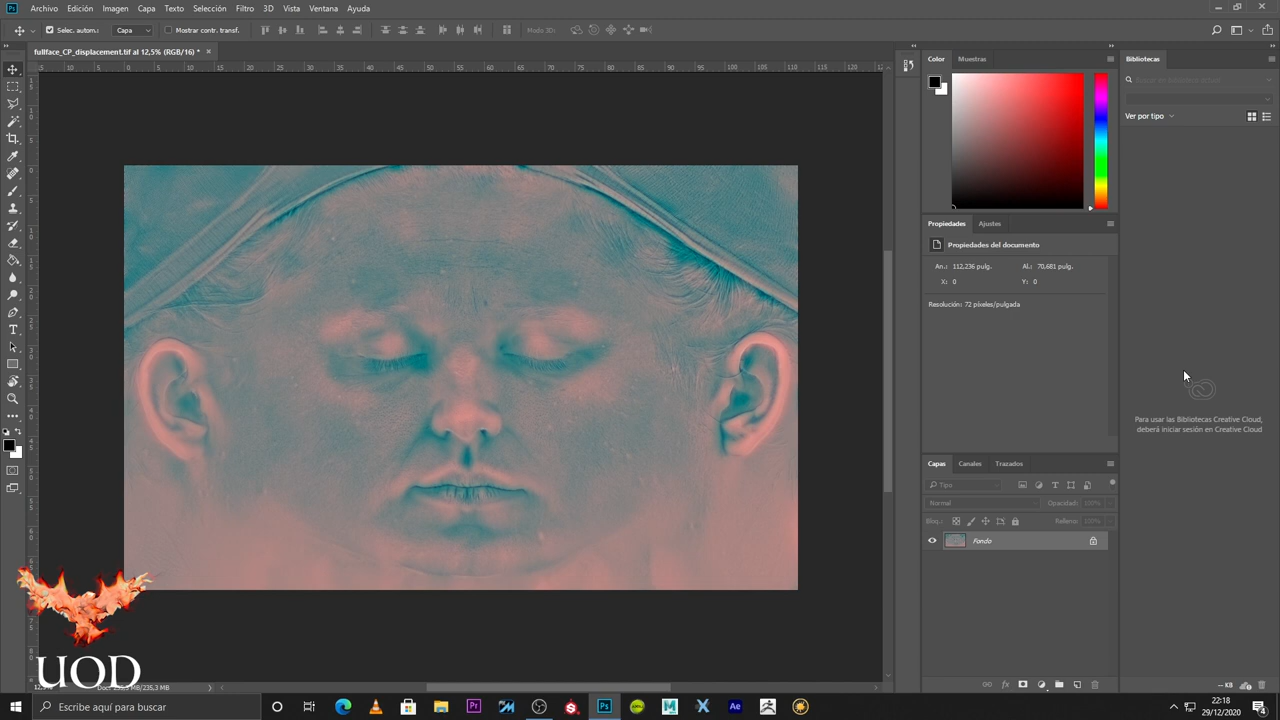 Archivo Edición Imagen Capa Texto Selección Filtro 3D Vista Ventana Ayuda
Selec. autom.: Capa Mostrar contr. transf. Modo 3D:
fullface_CP_displacement.tif al 12,5% (RGB/16) *
Color Muestras
Bibliotecas
Ver por tipo
Propiedades Ajustes
Propiedades del documento
An.: 112,236 pulg. Al.: 70,681 pulg.
X: 0 Y: 0
Resolución: 72 píxeles/pulgada
Para usar las Bibliotecas Creative Cloud,
deberá iniciar sesión en Creative Cloud
Capas Canales Trazados
Tipo
Normal Opacidad: 100%
Bloq.: Relleno: 100%
Fondo
UOD
-- KB
Escribe aquí para buscar
22:18
29/12/2020